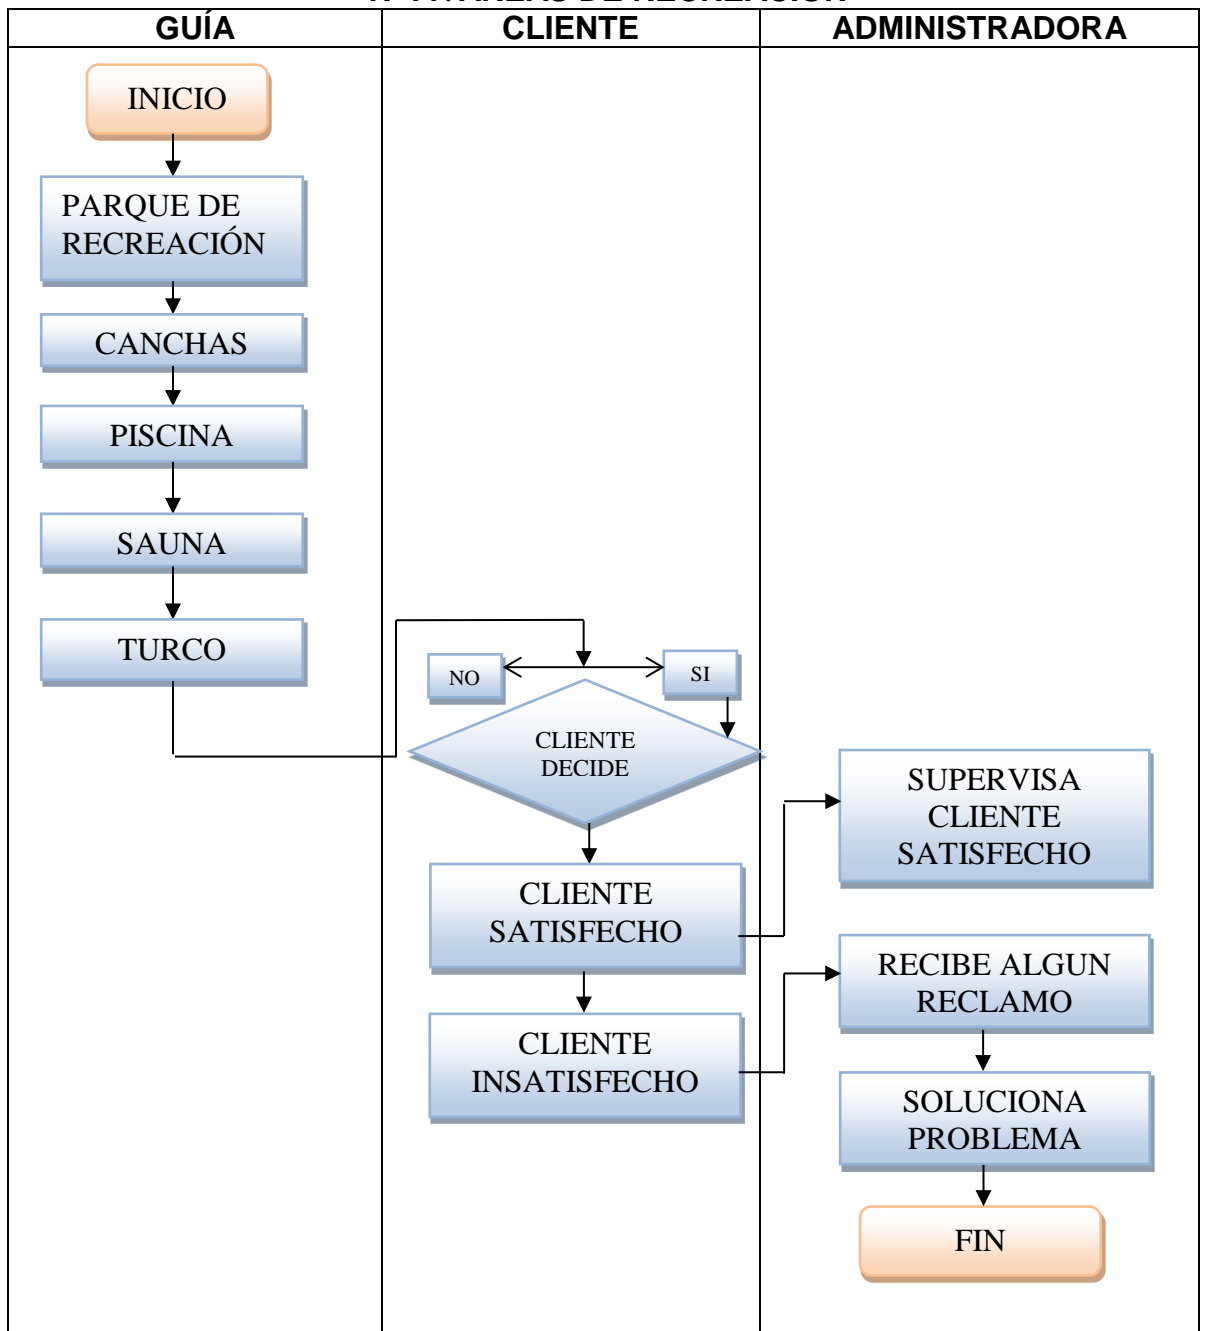 GUÍA
CLIENTE
ADMINISTRADORA
INICIO
PARQUE DE
RECREACIÓN
CANCHAS
PISCINA
SAUNA
TURCO
NO
SI
CLIENTE
DECIDE
CLIENTE
SATISFECHO
CLIENTE
INSATISFECHO
SUPERVISA
CLIENTE
SATISFECHO
RECIBE ALGUN
RECLAMO
SOLUCIONA
PROBLEMA
FIN